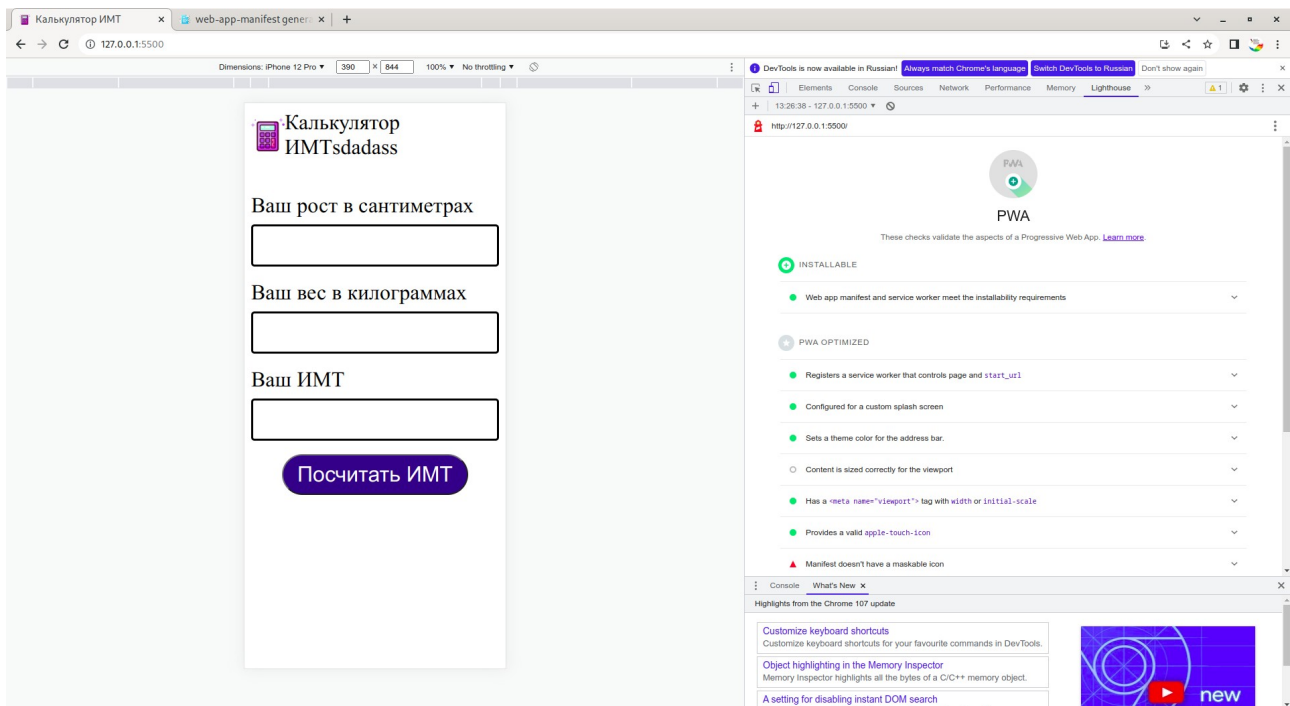 Калькулятор ИМТ
web-app-manifest genera
127.0.0.1:5500
Dimensions: iPhone 12 Pro ▼ 390 × 844 100% ▼ No throttling ▼
Калькулятор
ИМТsdadass
Ваш рост в сантиметрах
Ваш вес в килограммах
Ваш ИМТ
Посчитать ИМТ
DevTools is now available in Russian! Always match Chrome's language Switch DevTools to Russian Don't show again
Elements Console Sources Network Performance Memory Lighthouse » 1
13:26:38 - 127.0.0.1:5500 ▼
http://127.0.0.1:5500/
PWA
PWA
These checks validate the aspects of a Progressive Web App. Learn more.
INSTALLABLE
Web app manifest and service worker meet the installability requirements
PWA OPTIMIZED
Registers a service worker that controls page and start_url
Configured for a custom splash screen
Sets a theme color for the address bar.
Content is sized correctly for the viewport
Has a <meta name="viewport"> tag with width or initial-scale
Provides a valid apple-touch-icon
Manifest doesn't have a maskable icon
Console What's New
Highlights from the Chrome 107 update
Customize keyboard shortcuts
Customize keyboard shortcuts for your favourite commands in DevTools.
Object highlighting in the Memory Inspector
Memory Inspector highlights all the bytes of a C/C++ memory object.
A setting for disabling instant DOM search
new